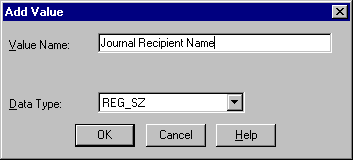 Add Value
Value Name: Journal Recipient Name
Data Type: REG_SZ
OK Cancel Help